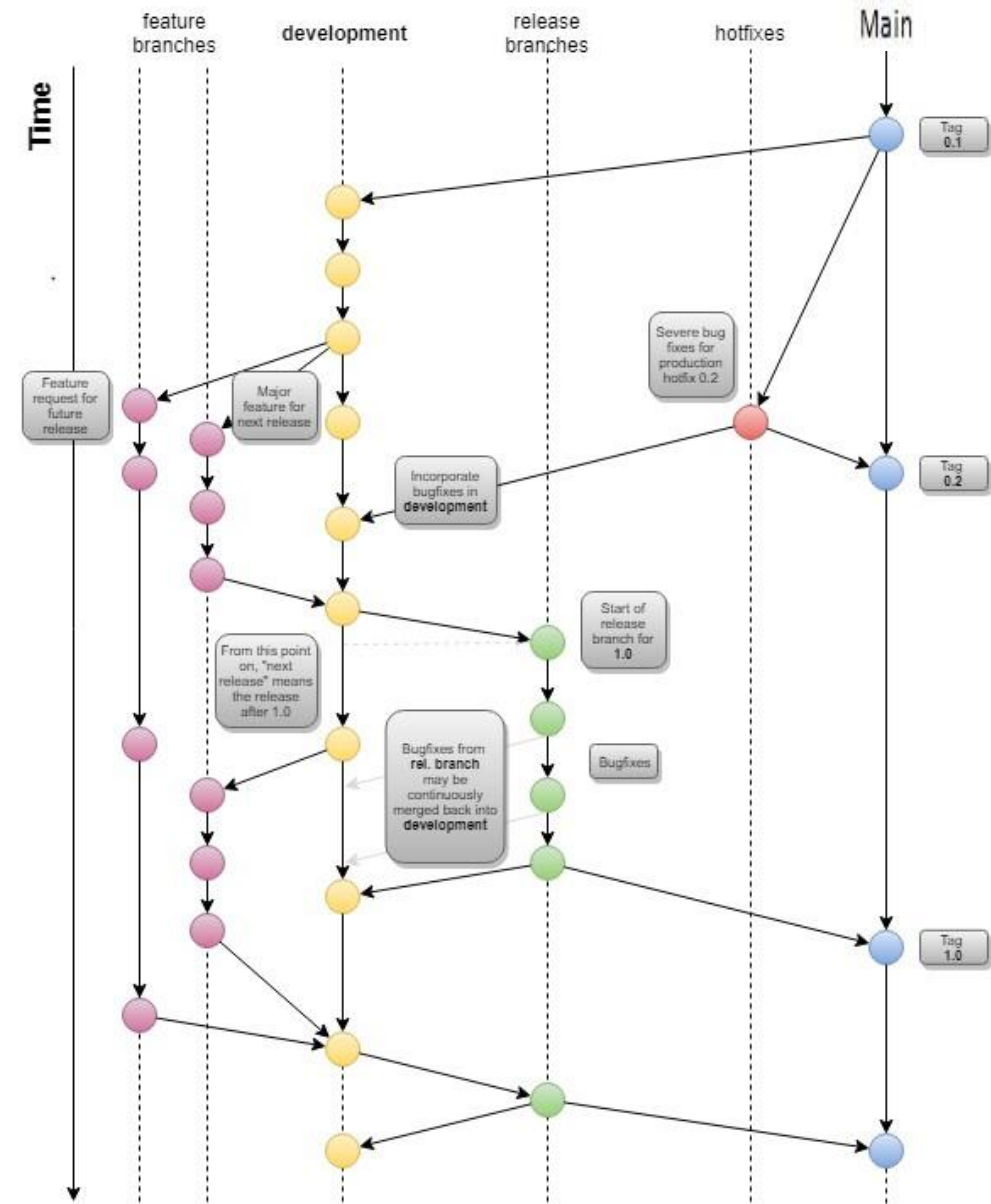 feature
branches
development
release
branches
hotfixes
Main
Time
Tag
0.1
Severe bug
fixes for
production
hotfix 0.2
Feature
request for
future
release
Major
feature for
next release
Incorporate
bugfixes in
development
Tag
0.2
Start of
release
branch for
1.0
From this point
on, "next
release" means
the release
after 1.0
Bugfixes from
rel. branch
may be
continuously
merged back into
development
Bugfixes
Tag
1.0